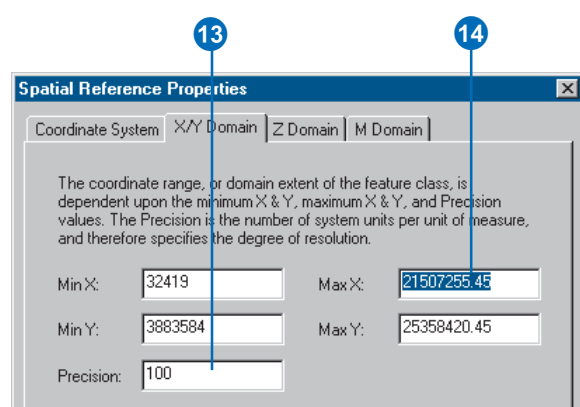 13 14
Spatial Reference Properties
Coordinate System X/Y Domain Z Domain M Domain
The coordinate range, or domain extent of the feature class, is
dependent upon the minimum X & Y, maximum X & Y, and Precision
values. The Precision is the number of system units per unit of measure,
and therefore specifies the degree of resolution.
Min X: 32419 Max X: 21507255.45
Min Y: 3883584 Max Y: 25358420.45
Precision: 100